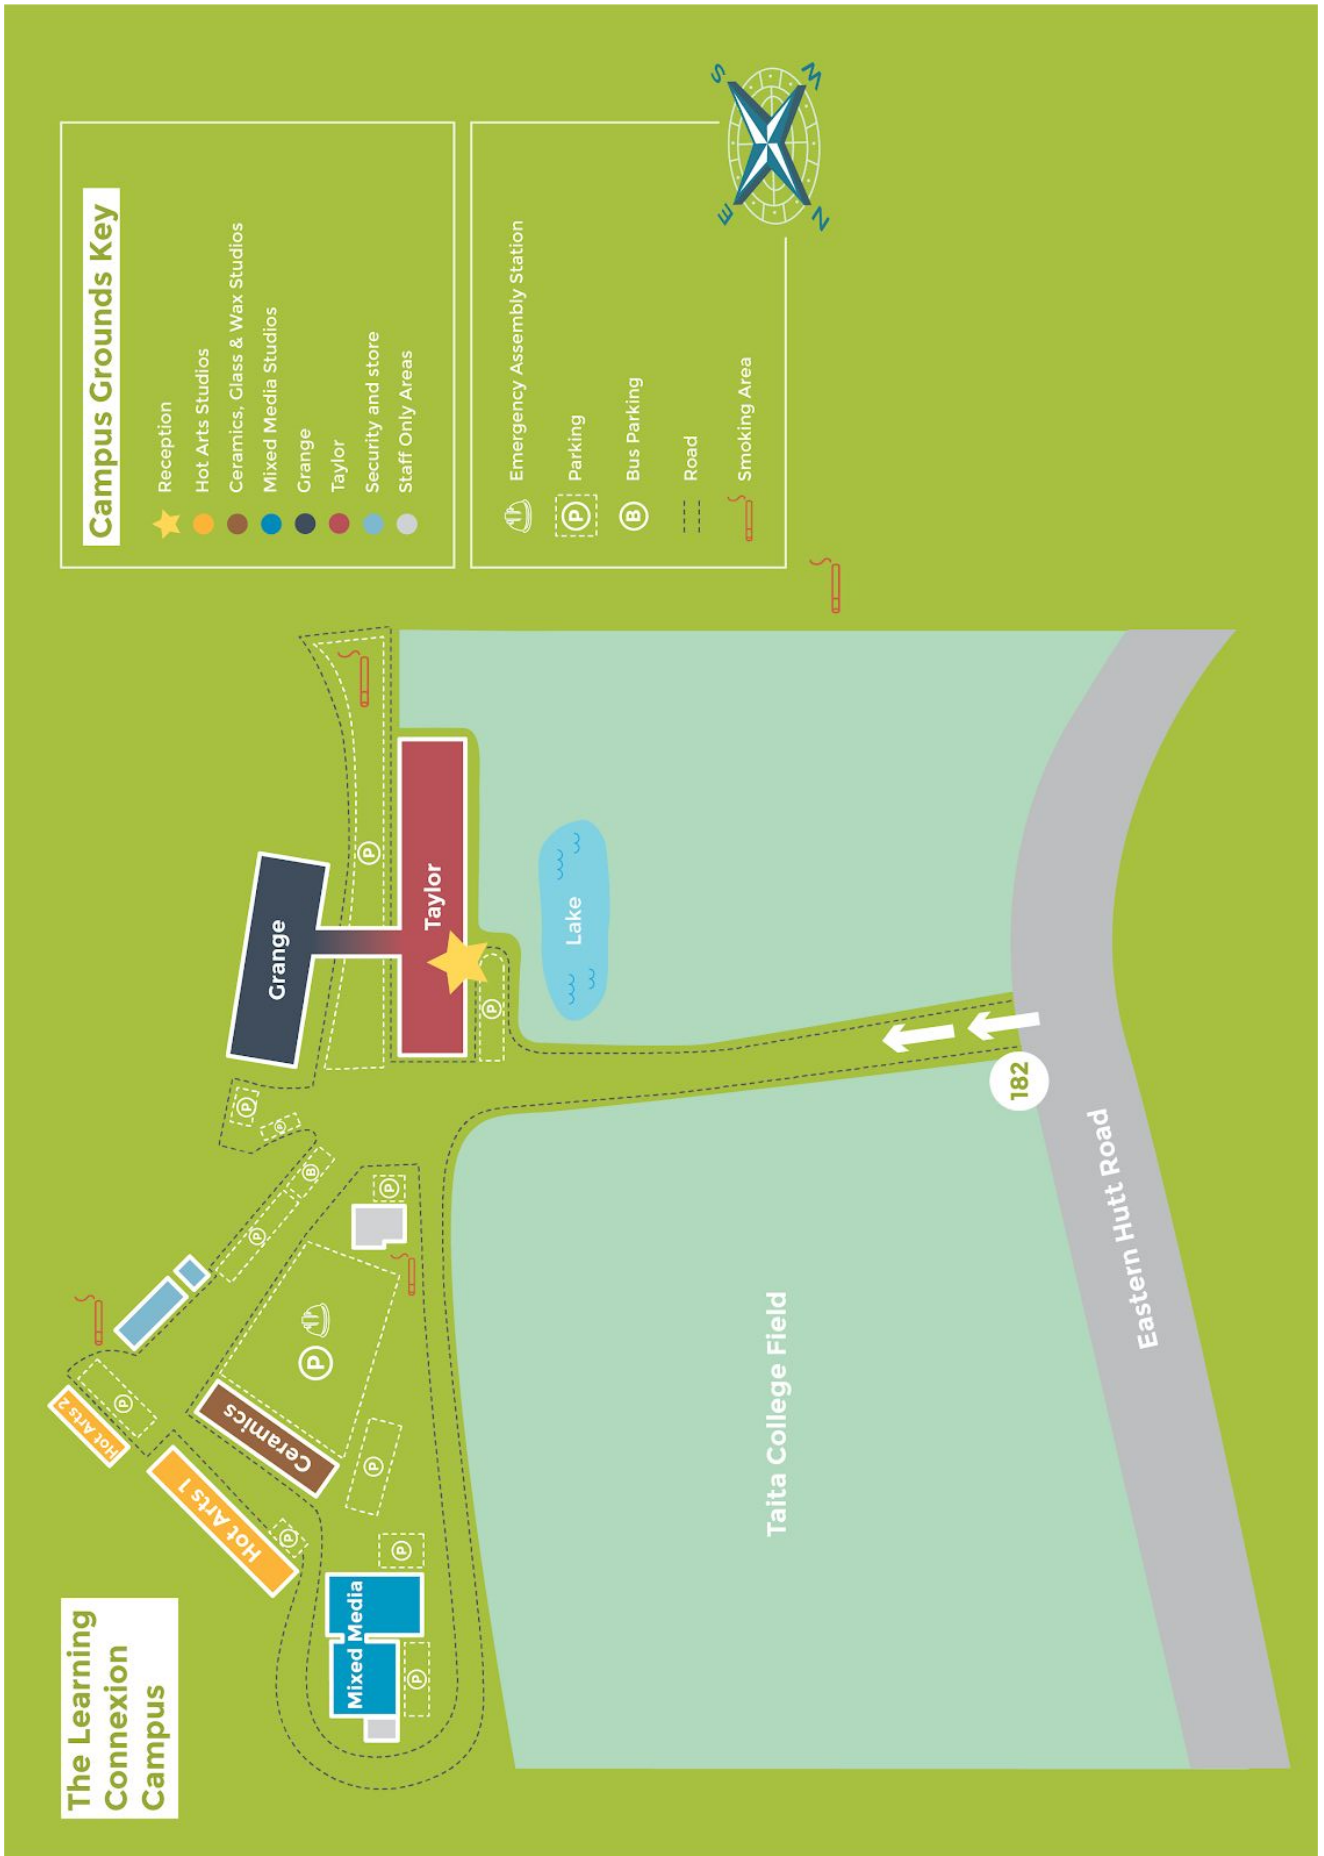 The Learning
Connexion
Campus
Campus Grounds Key
Reception
Hot Arts Studios
Ceramics, Glass & Wax Studios
Mixed Media Studios
Grange
Taylor
Security and store
Staff Only Areas
Emergency Assembly Station
P Parking
B Bus Parking
Road
Smoking Area
S
W
E
N
Hot Arts 2
P
Hot Arts 1
P
Ceramics
P
P
P
Mixed Media
P
P
P
B
P
P
Grange
P
Taylor
P
Lake
182
Taita College Field
Eastern Hutt Road